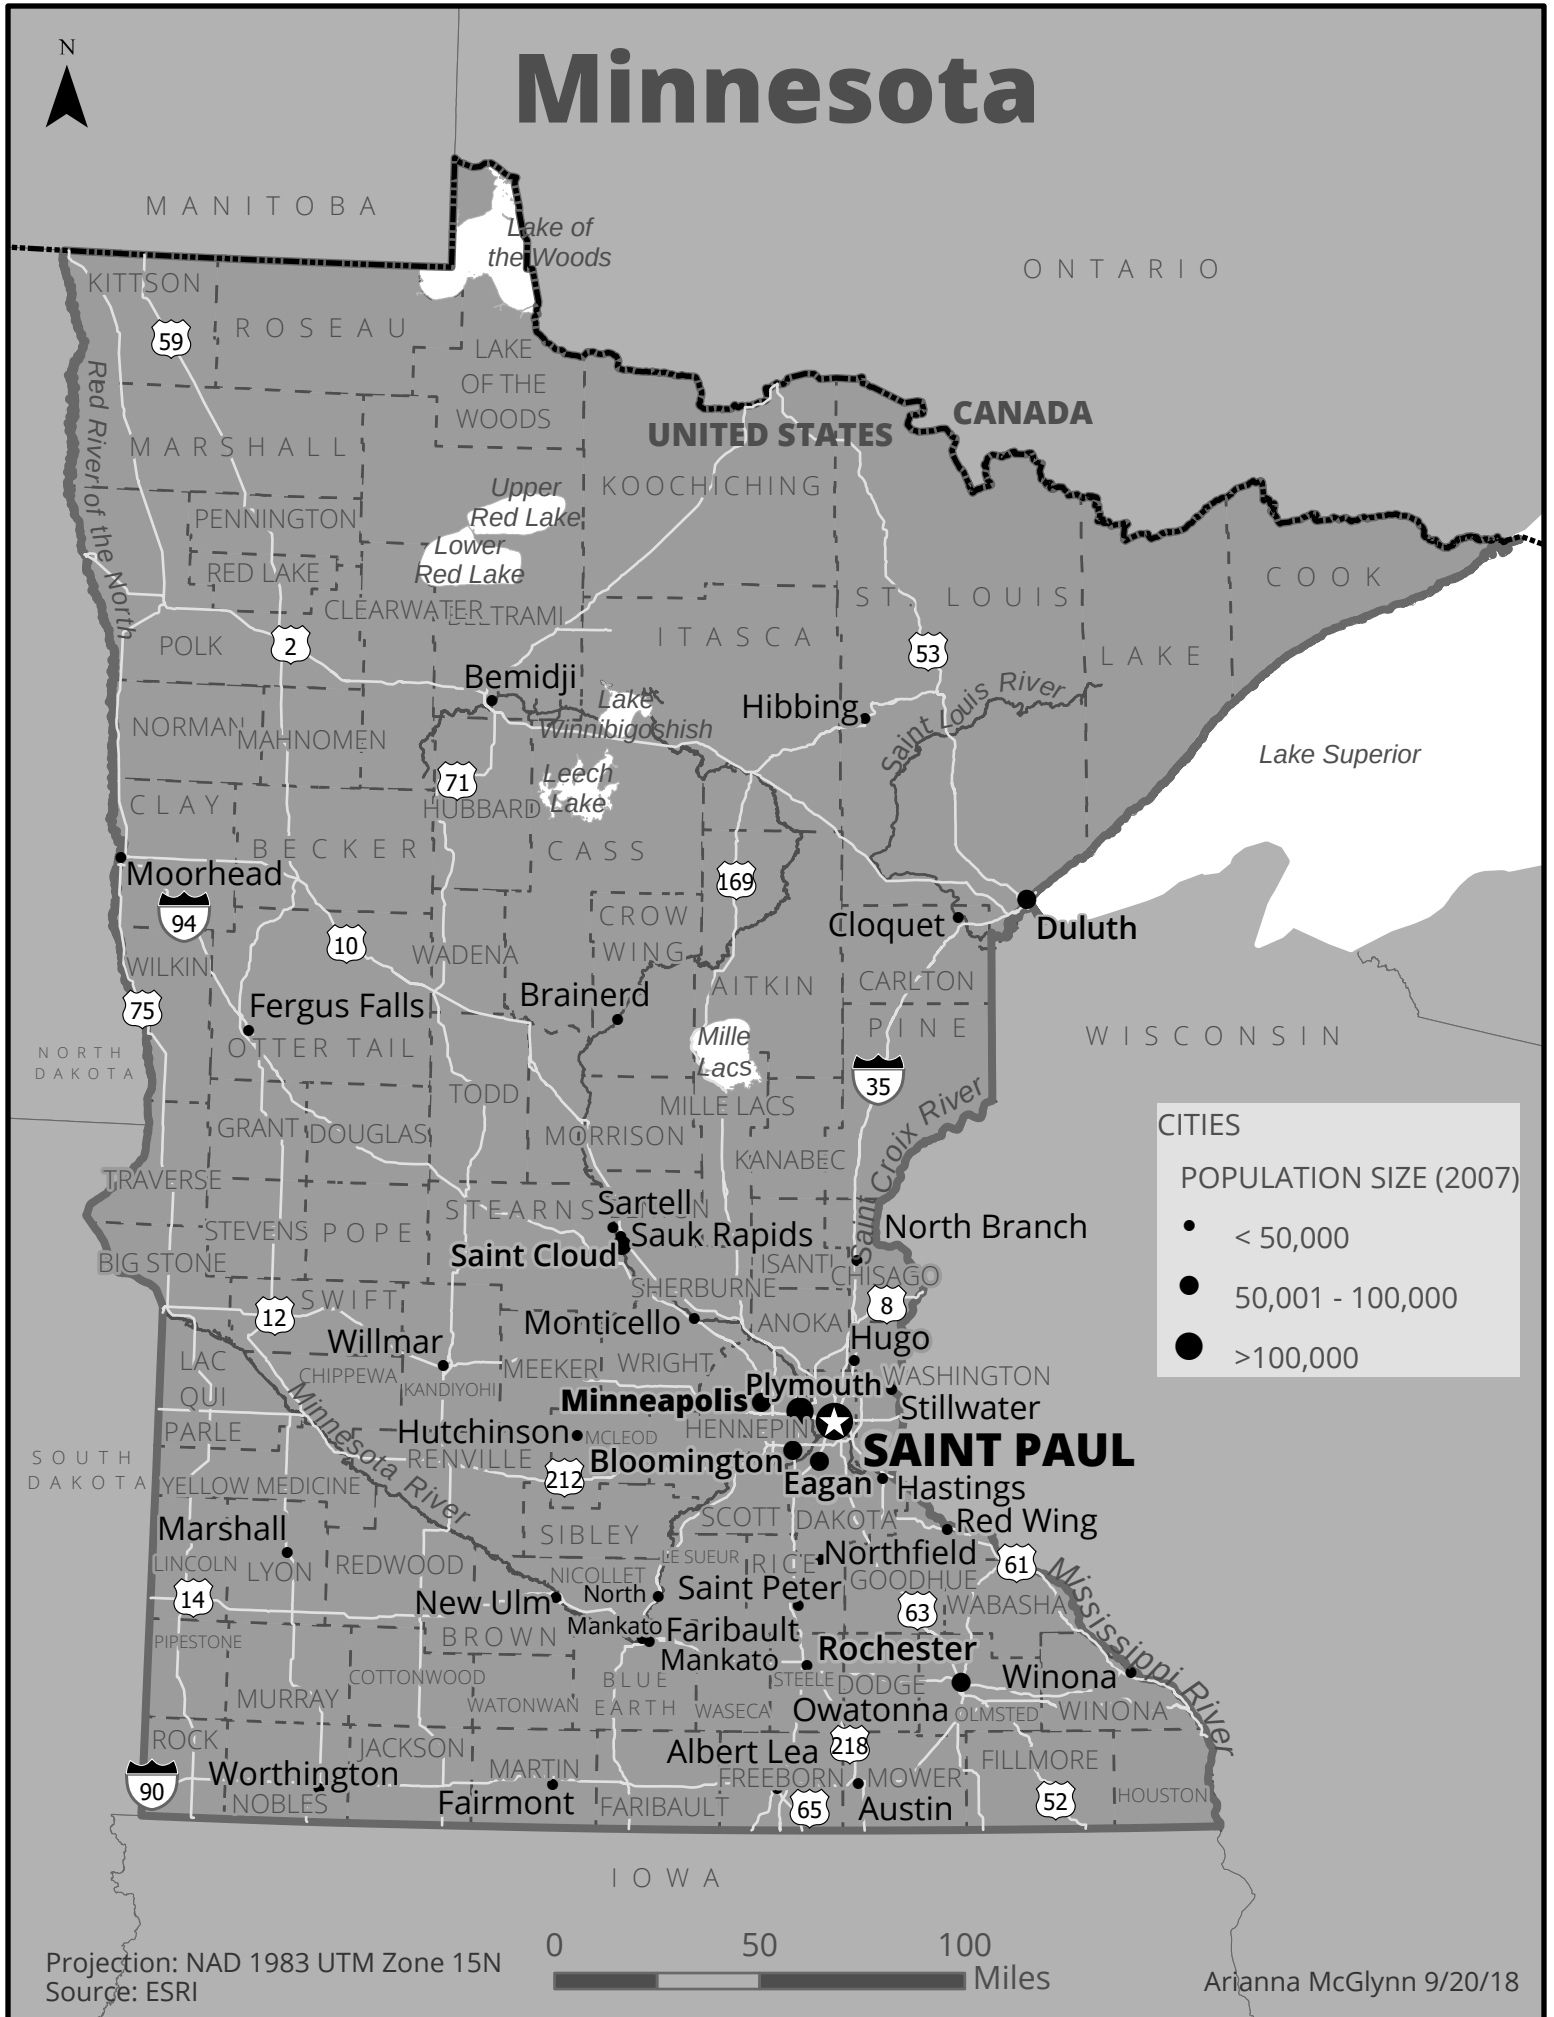 N
Minnesota
MANITOBA
Lake of
the Woods
ONTARIO
KITTSON
ROSEAU
59
LAKE
OF THE
WOODS
Red River of the North
CANADA
UNITED STATES
MARSHALL
KOOCHICHING
Upper
Red Lake
PENNINGTON
Lower
Red Lake
RED LAKE
COOK
ST. LOUIS
CLEARWATER
BELTRAMI
ITASCA
POLK
2
53
LAKE
Bemidji
Saint Louis River
Lake
Winnibigoshish
Hibbing
NORMAN
MAHNOMEN
Lake Superior
71
Leech
Lake
CLAY
HUBBARD
BECKER
CASS
Moorhead
169
94
CROW
WING
Cloquet
Duluth
10
WADENA
WILKIN
AITKIN
CARLTON
75
Fergus Falls
Brainerd
PINE
WISCONSIN
Mille
Lacs
NORTH
DAKOTA
OTTER TAIL
35
TODD
MILLE LACS
Saint Croix River
CITIES
GRANT
DOUGLAS
MORRISON
KANABEC
TRAVERSE
POPULATION SIZE (2007)
STEARNS
Sartell
BENTON
North Branch
STEVENS
POPE
Sauk Rapids
< 50,000
Saint Cloud
BIG STONE
ISANTI
CHISAGO
SHERBURNE
50,001 - 100,000
SWIFT
8
12
Monticello
ANOKA
Willmar
Hugo
>100,000
LAC
QUI
PARLE
CHIPPEWA
KANDIYOHI
MEEKER
WRIGHT
WASHINGTON
Plymouth
Minneapolis
Stillwater
Minnesota River
Hutchinson
MCLEOD
HENNEPIN
SAINT PAUL
SOUTH
DAKOTA
RENVILLE
Bloomington
212
Eagan
Hastings
YELLOW MEDICINE
SCOTT
DAKOTA
Red Wing
Marshall
SIBLEY
LINCOLN
LYON
REDWOOD
LE SUEUR
RICE
Northfield
61
NICOLLET
GOODHUE
14
New Ulm
North
Mankato
Saint Peter
63
WABASHA
Mississippi River
PIPESTONE
BROWN
Faribault
Rochester
Mankato
COTTONWOOD
BLUE
EARTH
STEELE
DODGE
Winona
MURRAY
WATONWAN
WASECA
Owatonna
OLMSTED
WINONA
ROCK
JACKSON
Albert Lea
218
FILLMORE
Worthington
MARTIN
FREEBORN
MOWER
90
NOBLES
Fairmont
FARIBAULT
65
Austin
52
HOUSTON
IOWA
0 50 100
Miles
Projection: NAD 1983 UTM Zone 15N
Source: ESRI
Arianna McGlynn 9/20/18